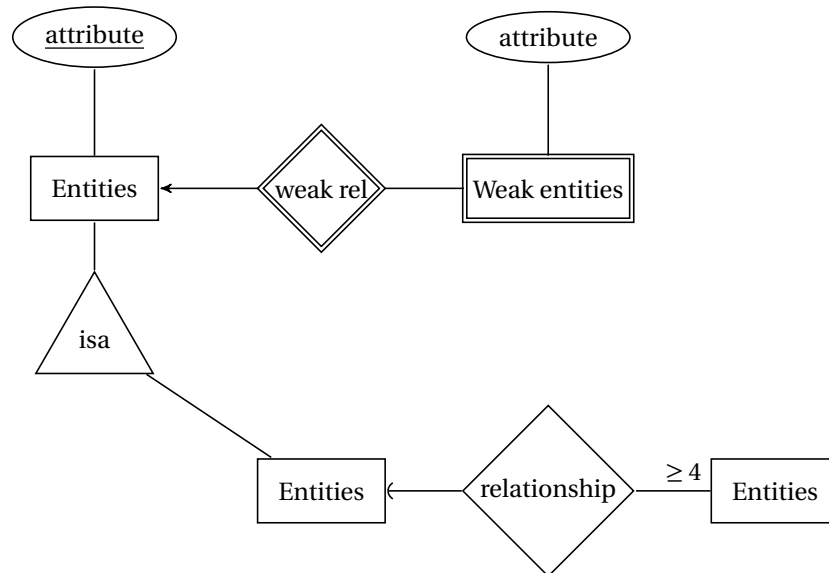 attribute
attribute
Entities
weak rel
Weak entities
isa
Entities
relationship
≥ 4
Entities